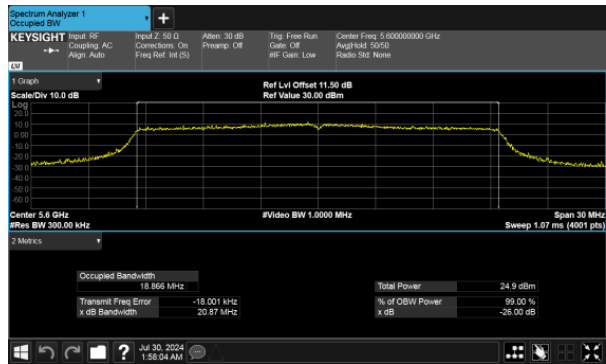 Spectrum Analyzer 1
Occupied BW
KEYSIGHT Input: RF Input Z: 50 Ω Atten: 30 dB Trig: Free Run Center Freq: 5.600000000 GHz
Coupling: AC Corrections: On Preamp: Off Gate: Off Avg|Hold: 50/50
Align: Auto Freq Ref: Int (S) #IF Gain: Low Radio Std: None
LXI
1 Graph
Ref Lvl Offset 11.50 dB
Scale/Div 10.0 dB Ref Value 30.00 dBm
Log
20.0
10.0
0.00
-10.0
-20.0
-30.0
-40.0
-50.0
-60.0
Center 5.6 GHz #Video BW 1.0000 MHz Span 30 MHz
#Res BW 300.00 kHz Sweep 1.07 ms (4001 pts)
2 Metrics
Occupied Bandwidth
18.866 MHz Total Power 24.9 dBm
Transmit Freq Error -18.001 kHz % of OBW Power 99.00 %
x dB Bandwidth 20.87 MHz x dB -26.00 dB
? Jul 30, 2024
1:58:04 AM